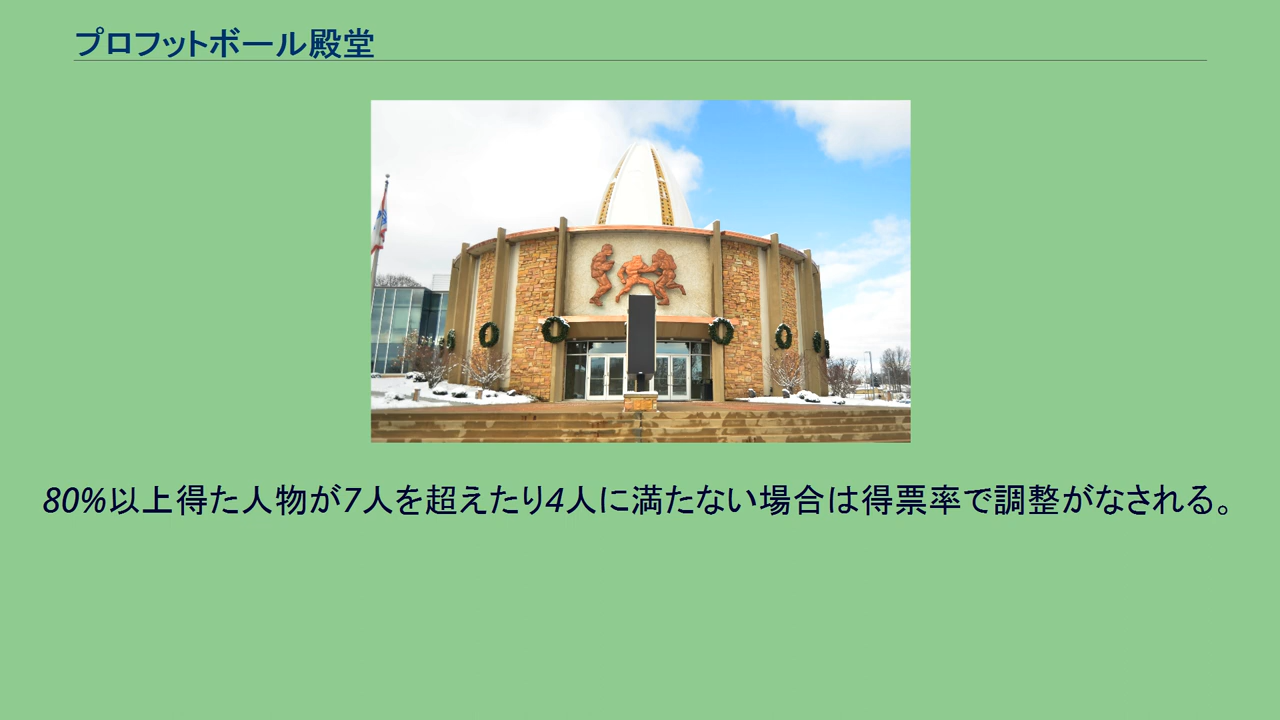 プロフットボール殿堂
80%以上得た人物が7人を超えたり4人に満たない場合は得票率で調整がなされる。